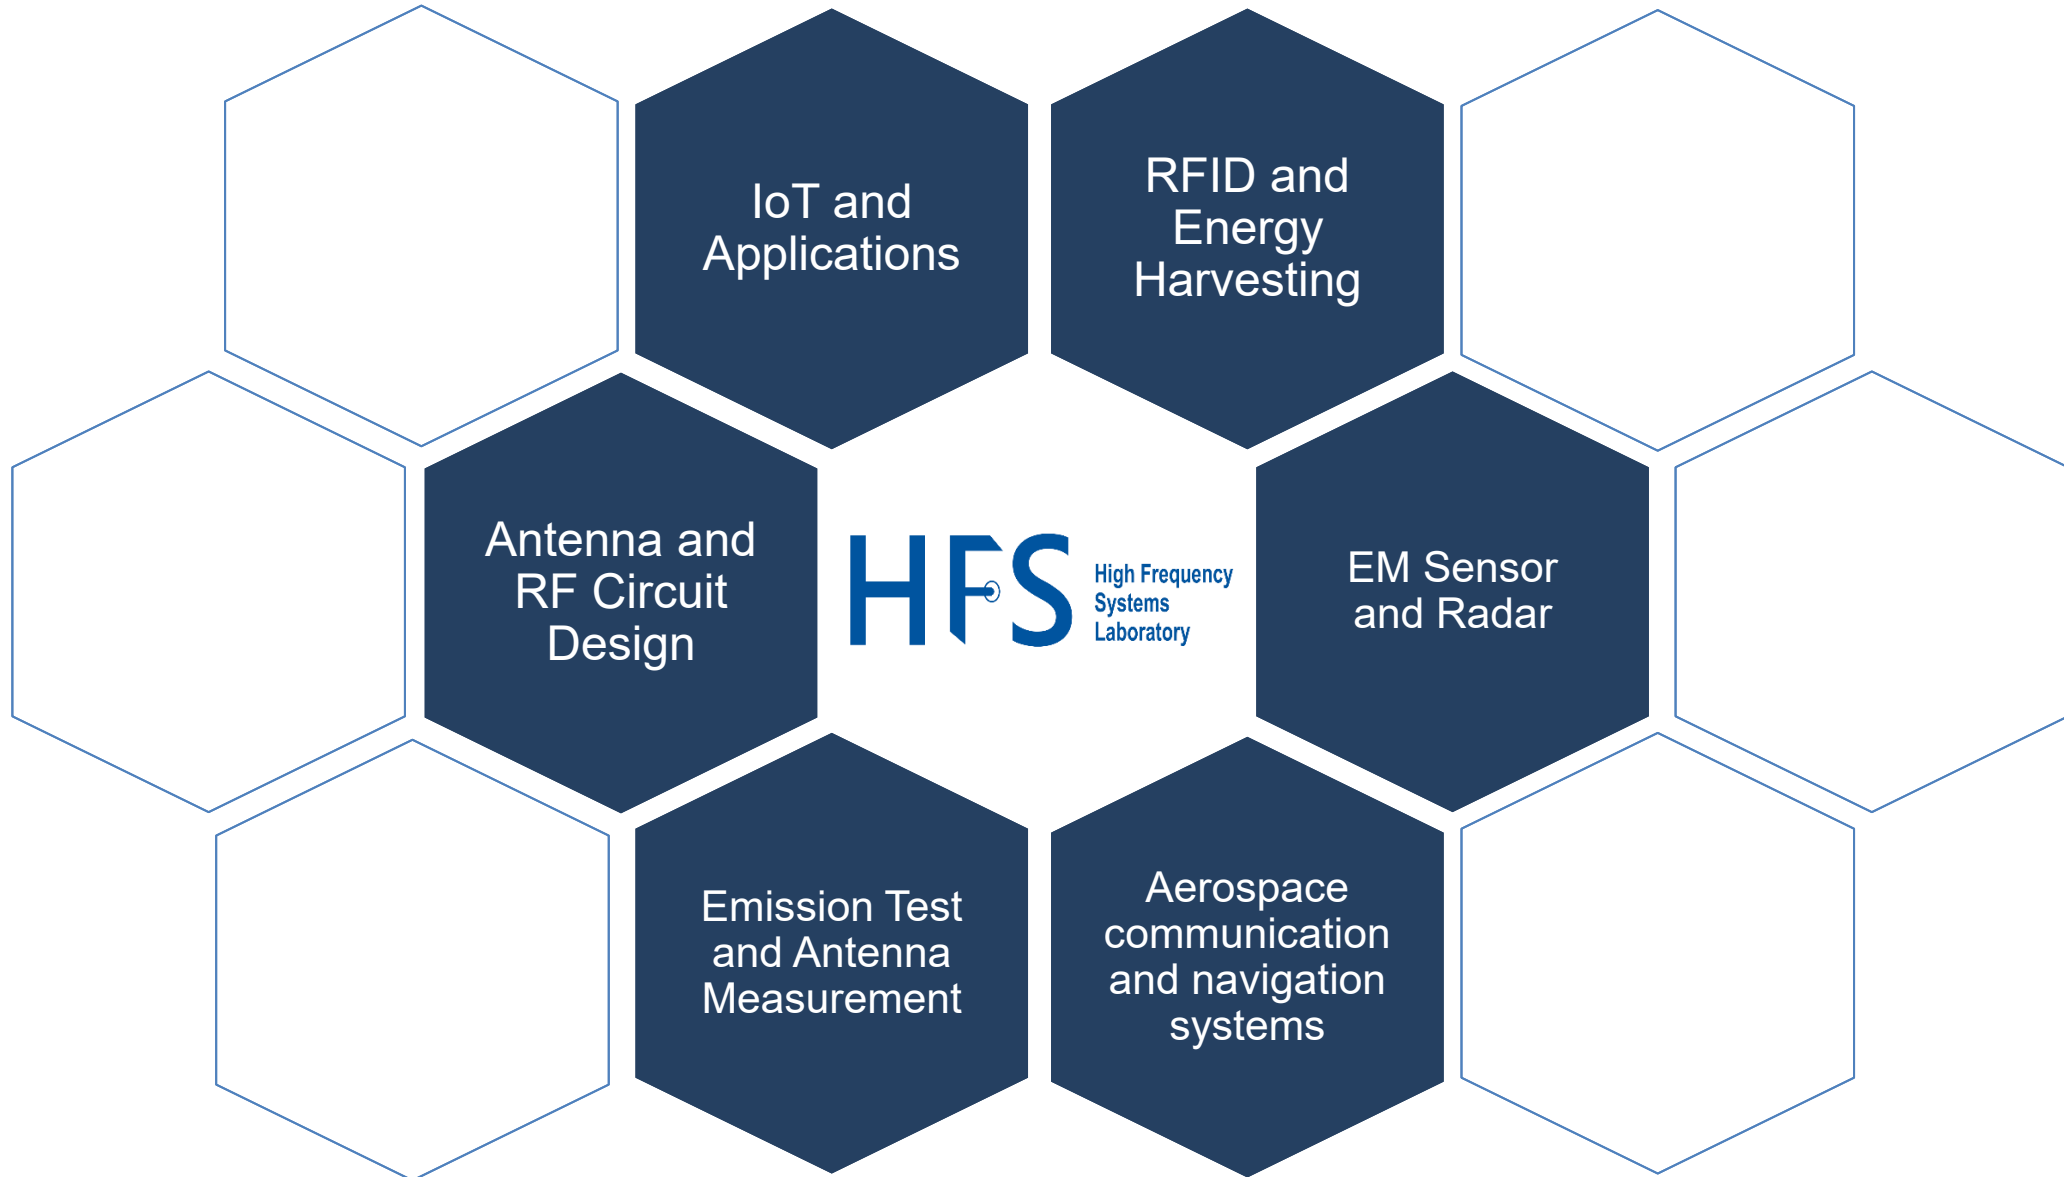 IoT and
Applications
RFID and
Energy
Harvesting
Antenna and
RF Circuit
Design
HFS
High Frequency
Systems
Laboratory
EM Sensor
and Radar
Emission Test
and Antenna
Measurement
Aerospace
communication
and navigation
systems